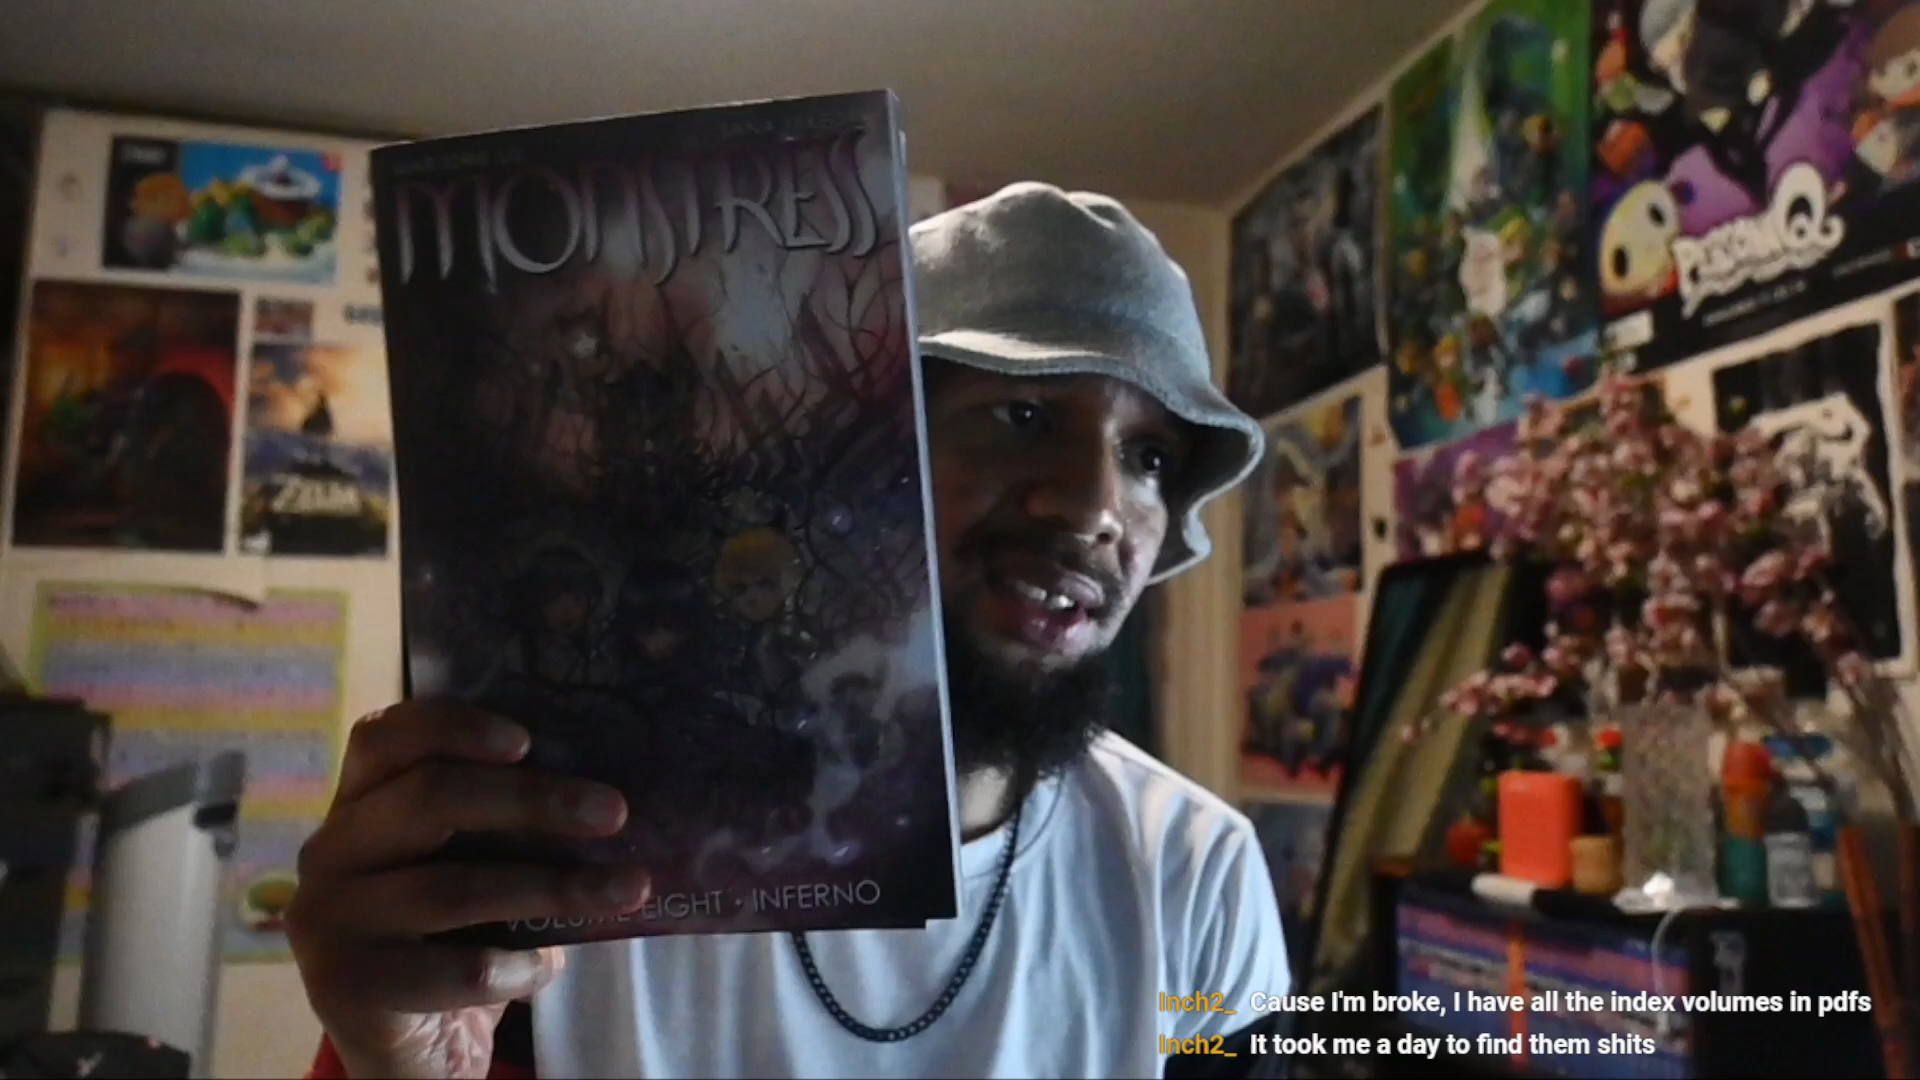 MONSTRESS
VOLUME EIGHT · INFERNO
ZELDA
PERSONA Q
Inch2_ Cause I'm broke, I have all the index volumes in pdfs
Inch2_ It took me a day to find them shits